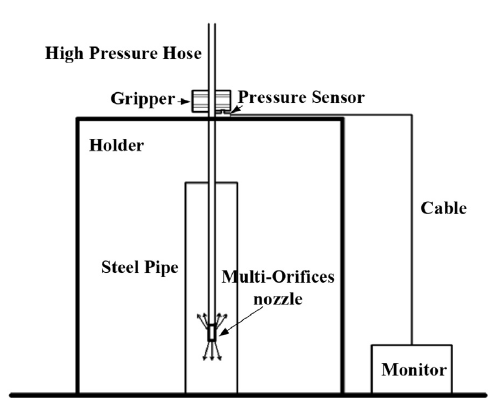 High Pressure Hose
Gripper
Pressure Sensor
Holder
Cable
Steel Pipe
Multi-Orifices
nozzle
Monitor